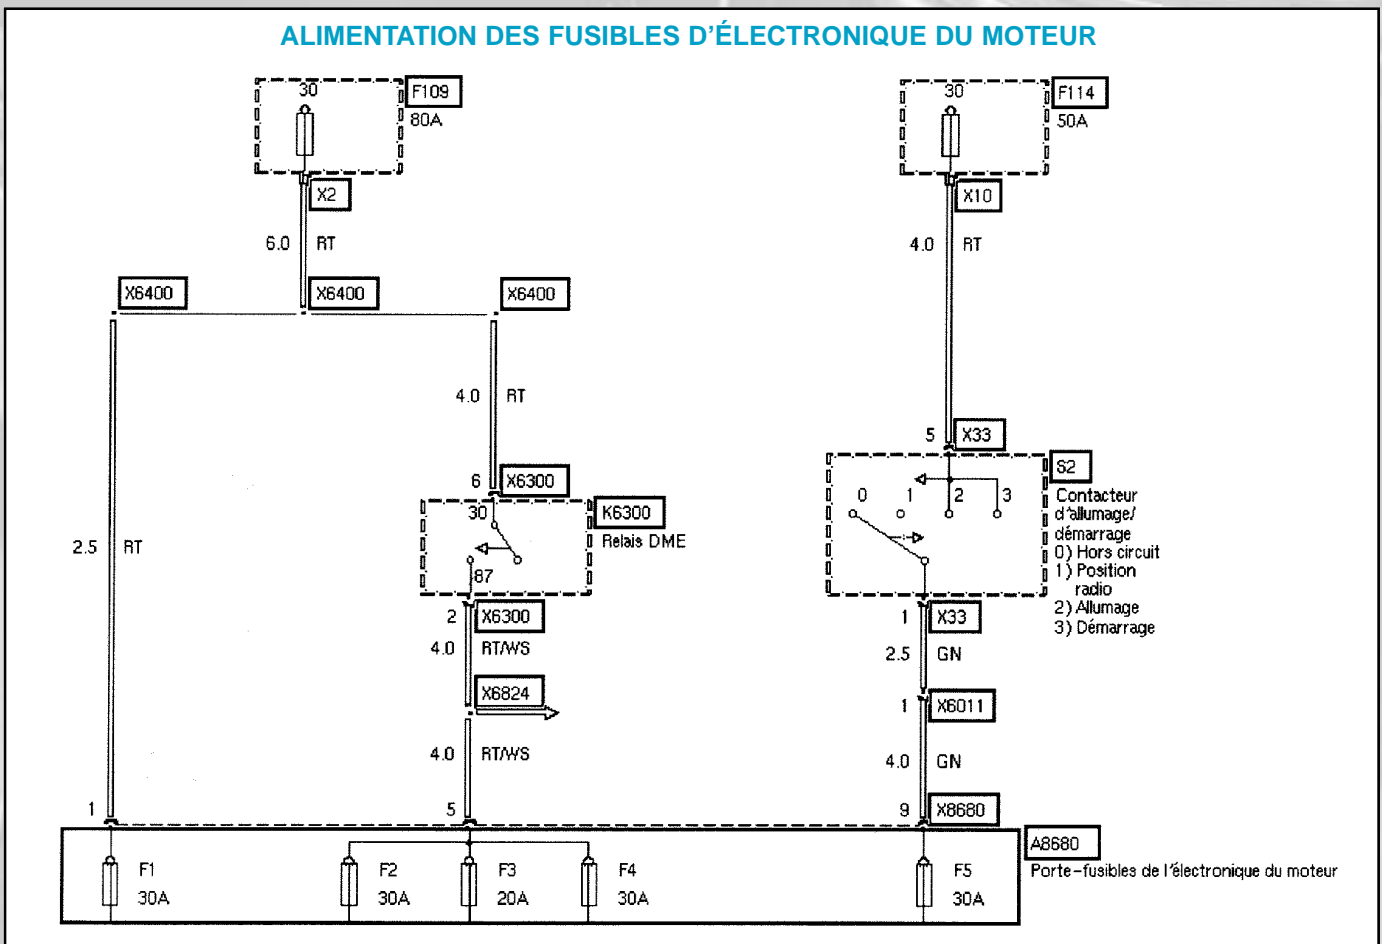 ALIMENTATION DES FUSIBLES D'ÉLECTRONIQUE DU MOTEUR
30
F109
80A
X2
6.0 RT
X6400
X6400
X6400
4.0 RT
6 X6300
30
K6300
Relais DME
87
2 X6300
4.0 RT/WS
X6824
4.0 RT/WS
2.5 RT
1
5
30
F114
50A
X10
4.0 RT
5 X33
S2
0 1 2 3
Contacteur
d'allumage/
démarrage
0) Hors circuit
1) Position
radio
2) Allumage
3) Démarrage
1 X33
2.5 GN
1 X6011
4.0 GN
9 X8680
A8680
Porte-fusibles de l'électronique du moteur
F1
30A
F2
30A
F3
20A
F4
30A
F5
30A